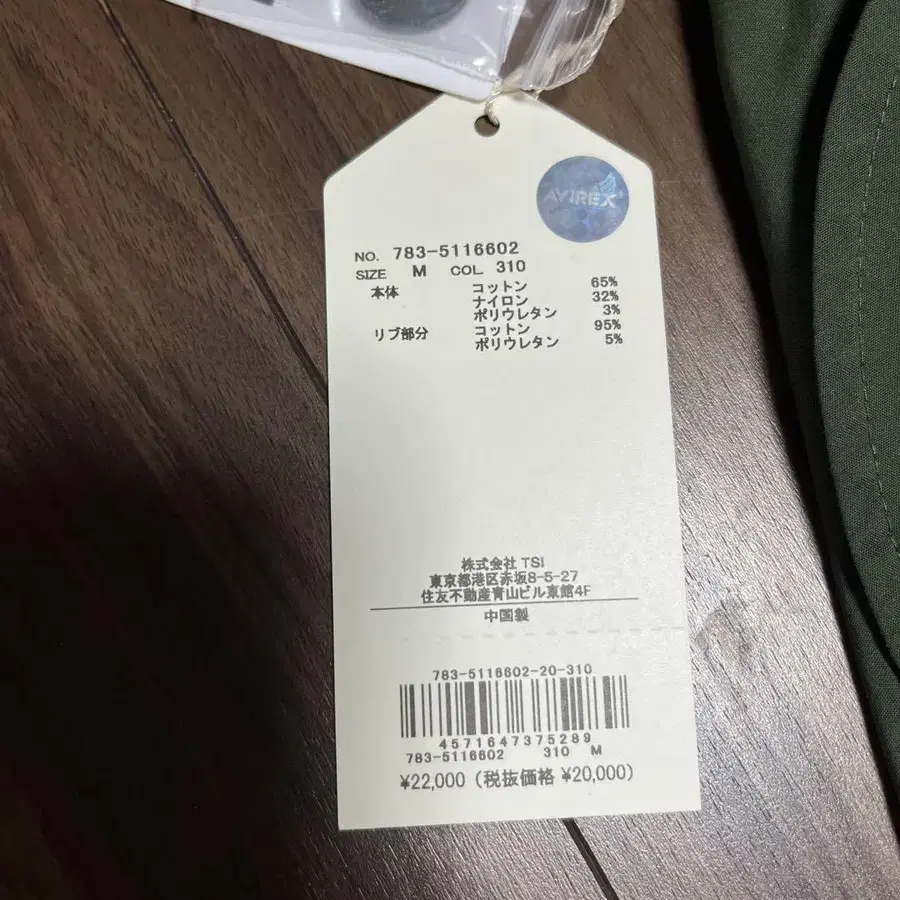 AVIREX
NO. 783-5116602
SIZE M COL. 310
本体 コットン 65%
ナイロン 32%
ポリウレタン 3%
リブ部分 コットン 95%
ポリウレタン 5%
株式会社 TSI
東京都港区赤坂8-5-27
住友不動産青山ビル東館4F
中国製
783-5116602-20-310
4571647375289
783-5116602 310 M
¥22,000 (税抜価格 ¥20,000)